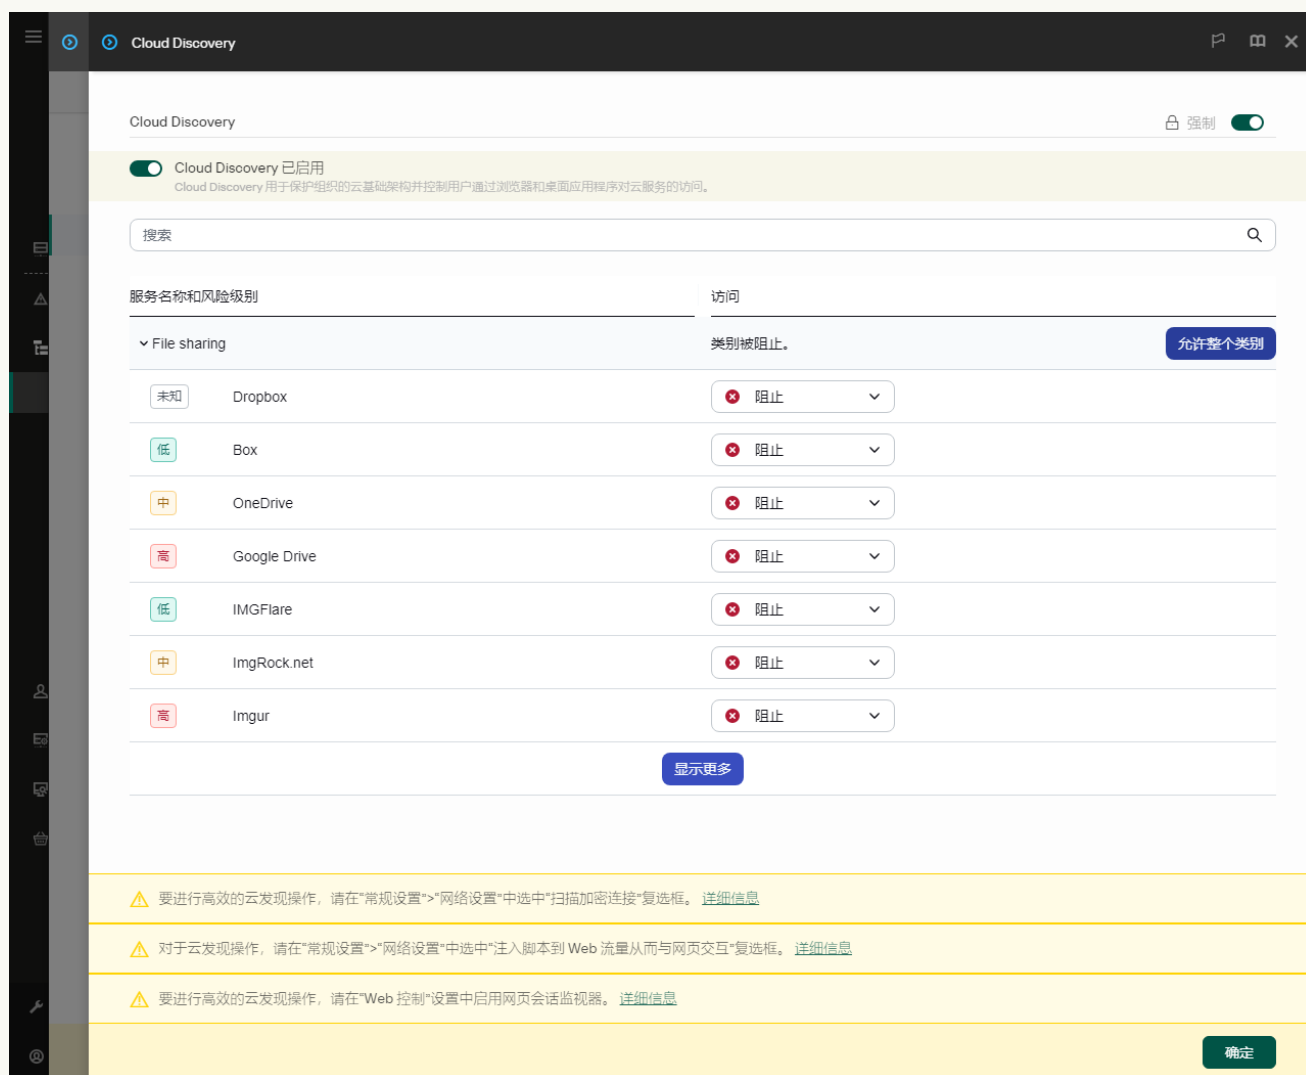 Cloud Discovery
Cloud Discovery
强制
Cloud Discovery 已启用
Cloud Discovery 用于保护组织的云基础架构并控制用户通过浏览器和桌面应用程序对云服务的访问。
搜索
服务名称和风险级别 访问
File sharing 类别被阻止。 允许整个类别
未知 Dropbox 阻止
低 Box 阻止
中 OneDrive 阻止
高 Google Drive 阻止
低 IMGFlare 阻止
中 ImgRock.net 阻止
高 Imgur 阻止
显示更多
要进行高效的云发现操作，请在"常规设置">"网络设置"中选中"扫描加密连接"复选框。 详细信息
对于云发现操作，请在"常规设置">"网络设置"中选中"注入脚本到 Web 流量从而与网页交互"复选框。 详细信息
要进行高效的云发现操作，请在"Web 控制"设置中启用网页会话监视器。 详细信息
确定